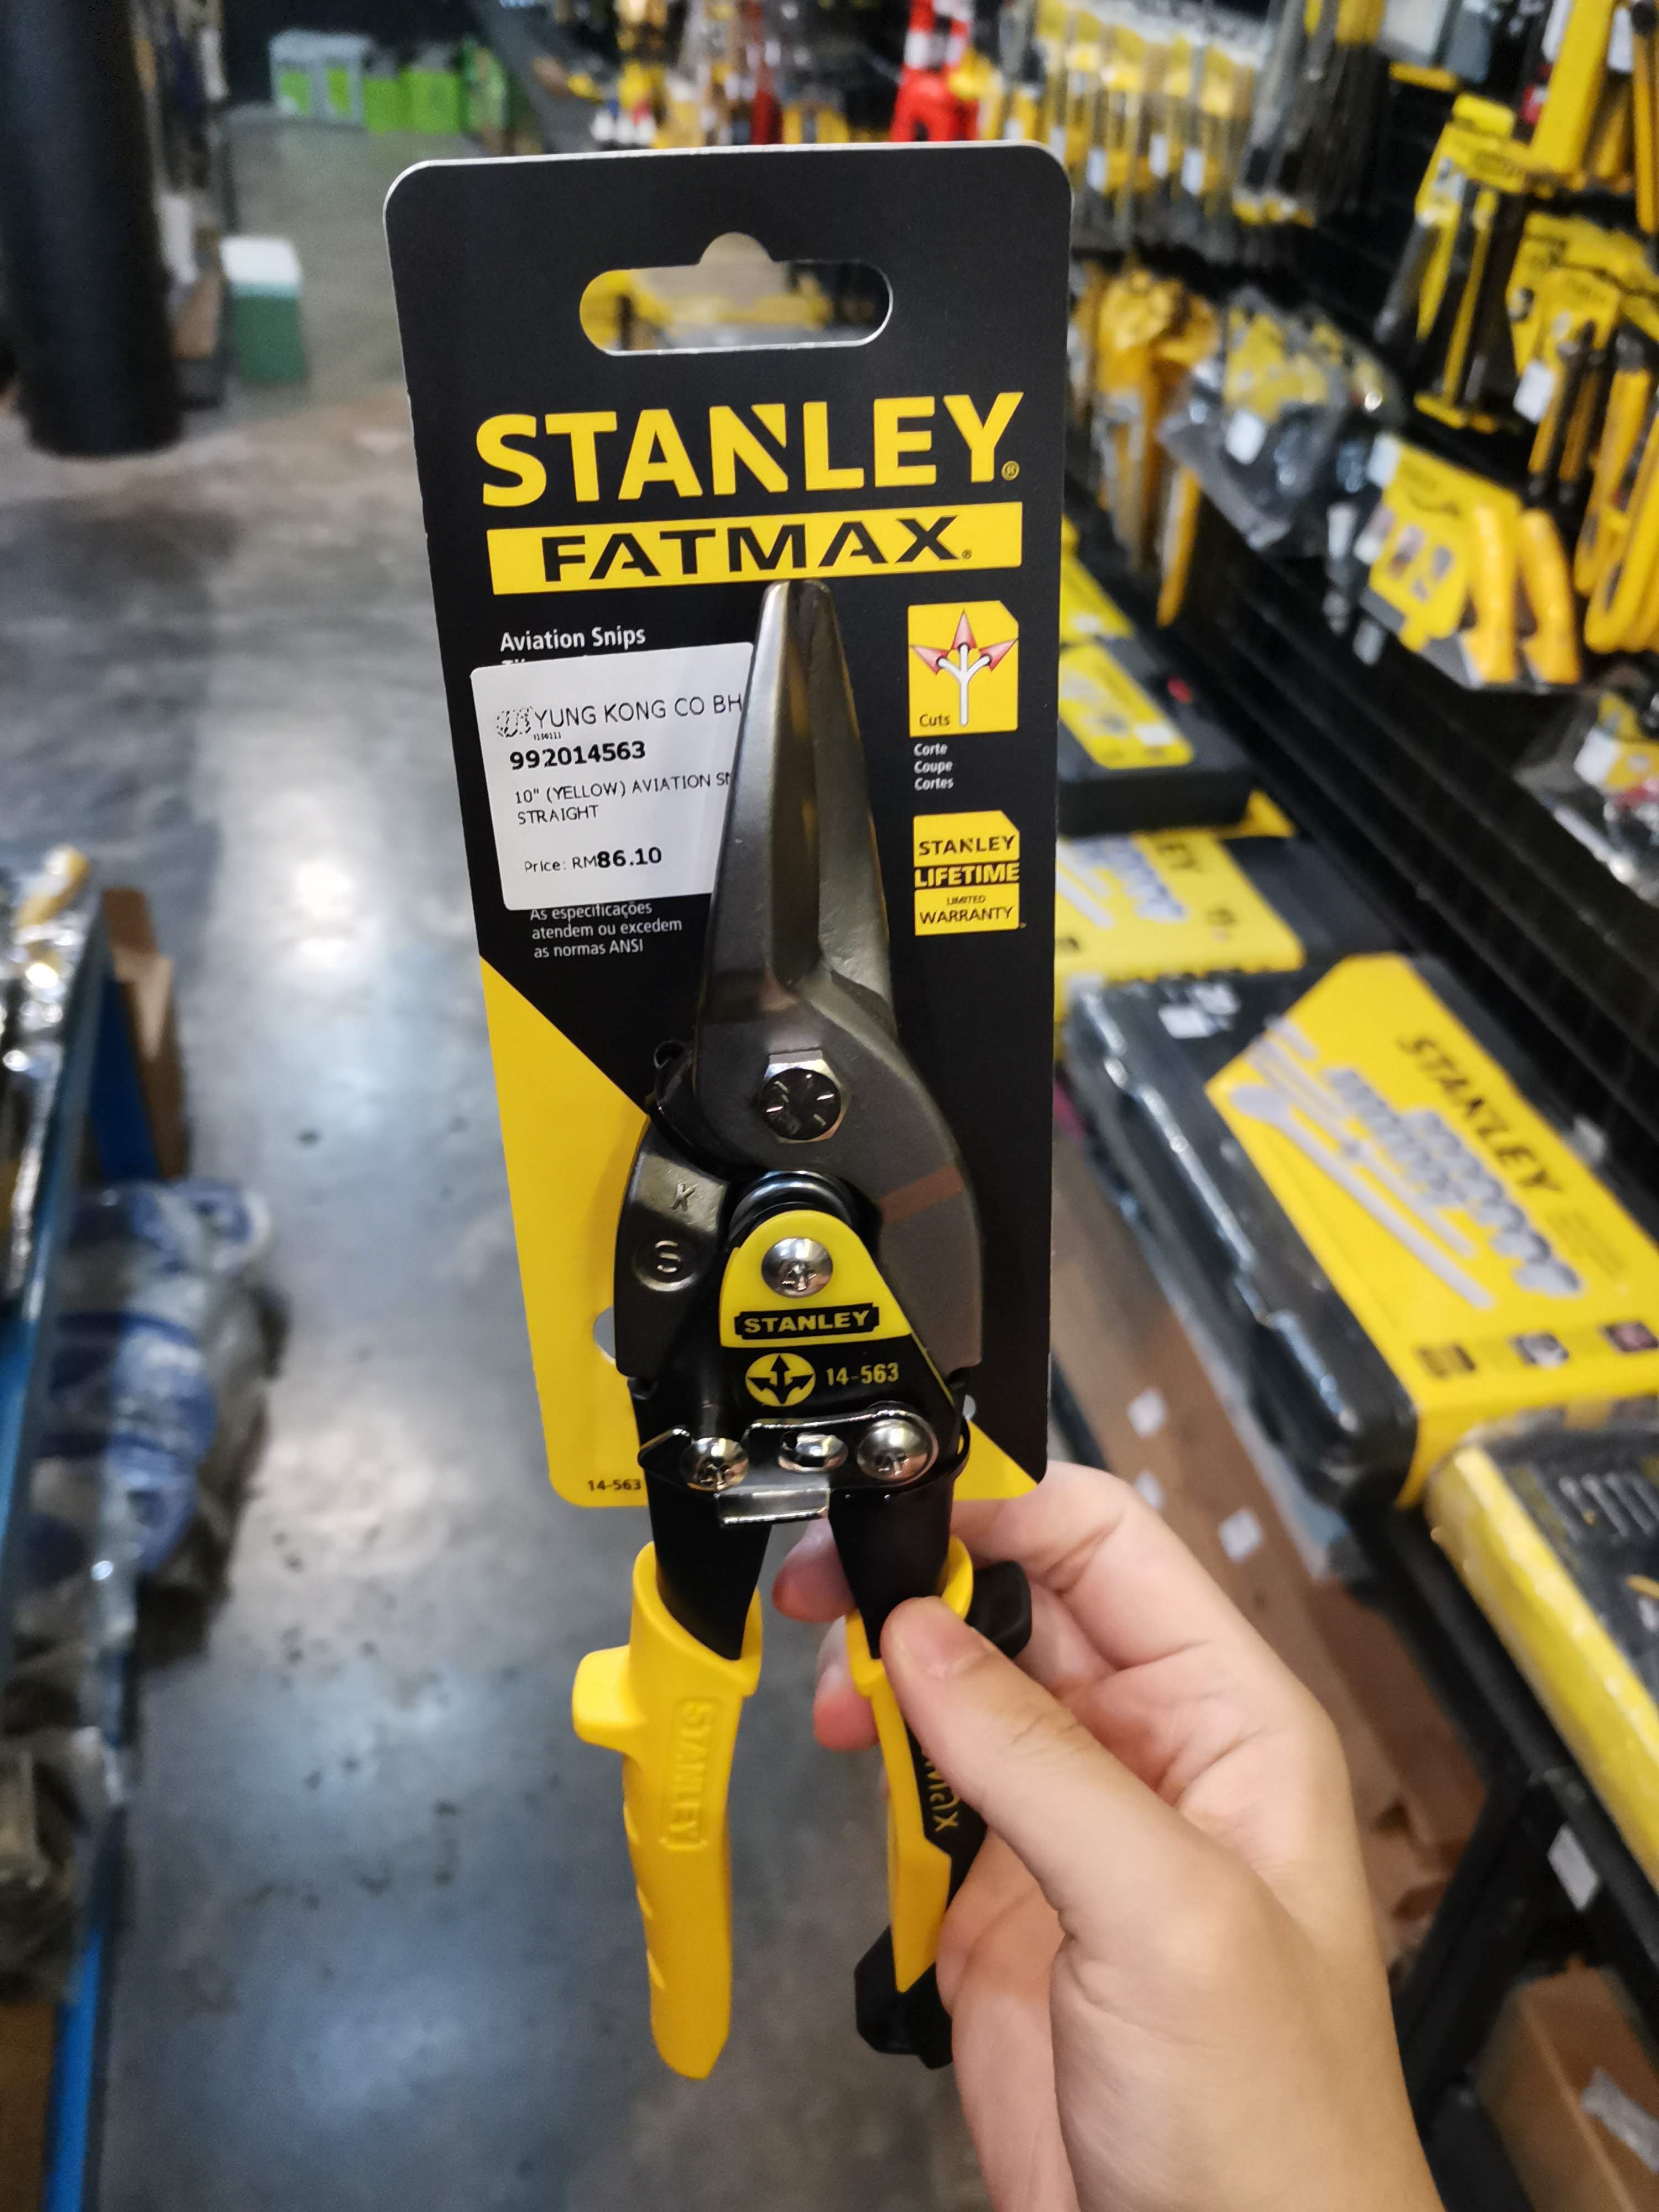 STANLEY®
FATMAX®
Aviation Snips
YUNG KONG CO BH
992014563
10" (YELLOW) AVIATION
STRAIGHT
Price: RM86.10
As especificações
atendem ou excedem
as normas ANSI
Cuts
Corte
Coupe
Cortes
STANLEY
LIFETIME
LIMITED
WARRANTY
K
S
STANLEY
14-563
14-563
STANLEY
STANLEY